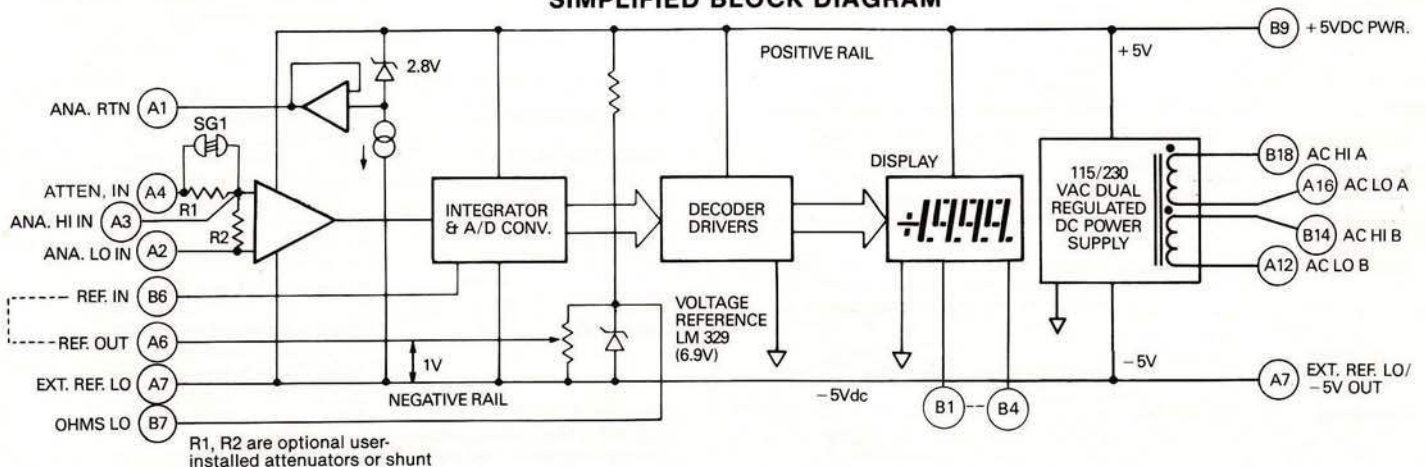 SIMPLIFIED BLOCK DIAGRAM
B9 +5VDC PWR.
POSITIVE RAIL
+5V
2.8V
ANA. RTN A1
SG1
ATTEN, IN A4
R1
ANA. HI IN A3
R2
ANA. LO IN A2
INTEGRATOR
& A/D CONV.
DECODER
DRIVERS
DISPLAY
+1.9.9.9.
115/230
VAC DUAL
REGULATED
DC POWER
SUPPLY
B18 AC HI A
A16 AC LO A
B14 AC HI B
A12 AC LO B
REF. IN B6
REF. OUT A6
1V
VOLTAGE
REFERENCE
LM 329
(6.9V)
EXT. REF. LO A7
NEGATIVE RAIL
-5Vdc
-5V
A7 EXT. REF. LO/
-5V OUT
OHMS LO B7
B1 -- B4
R1, R2 are optional user-
installed attenuators or shunt